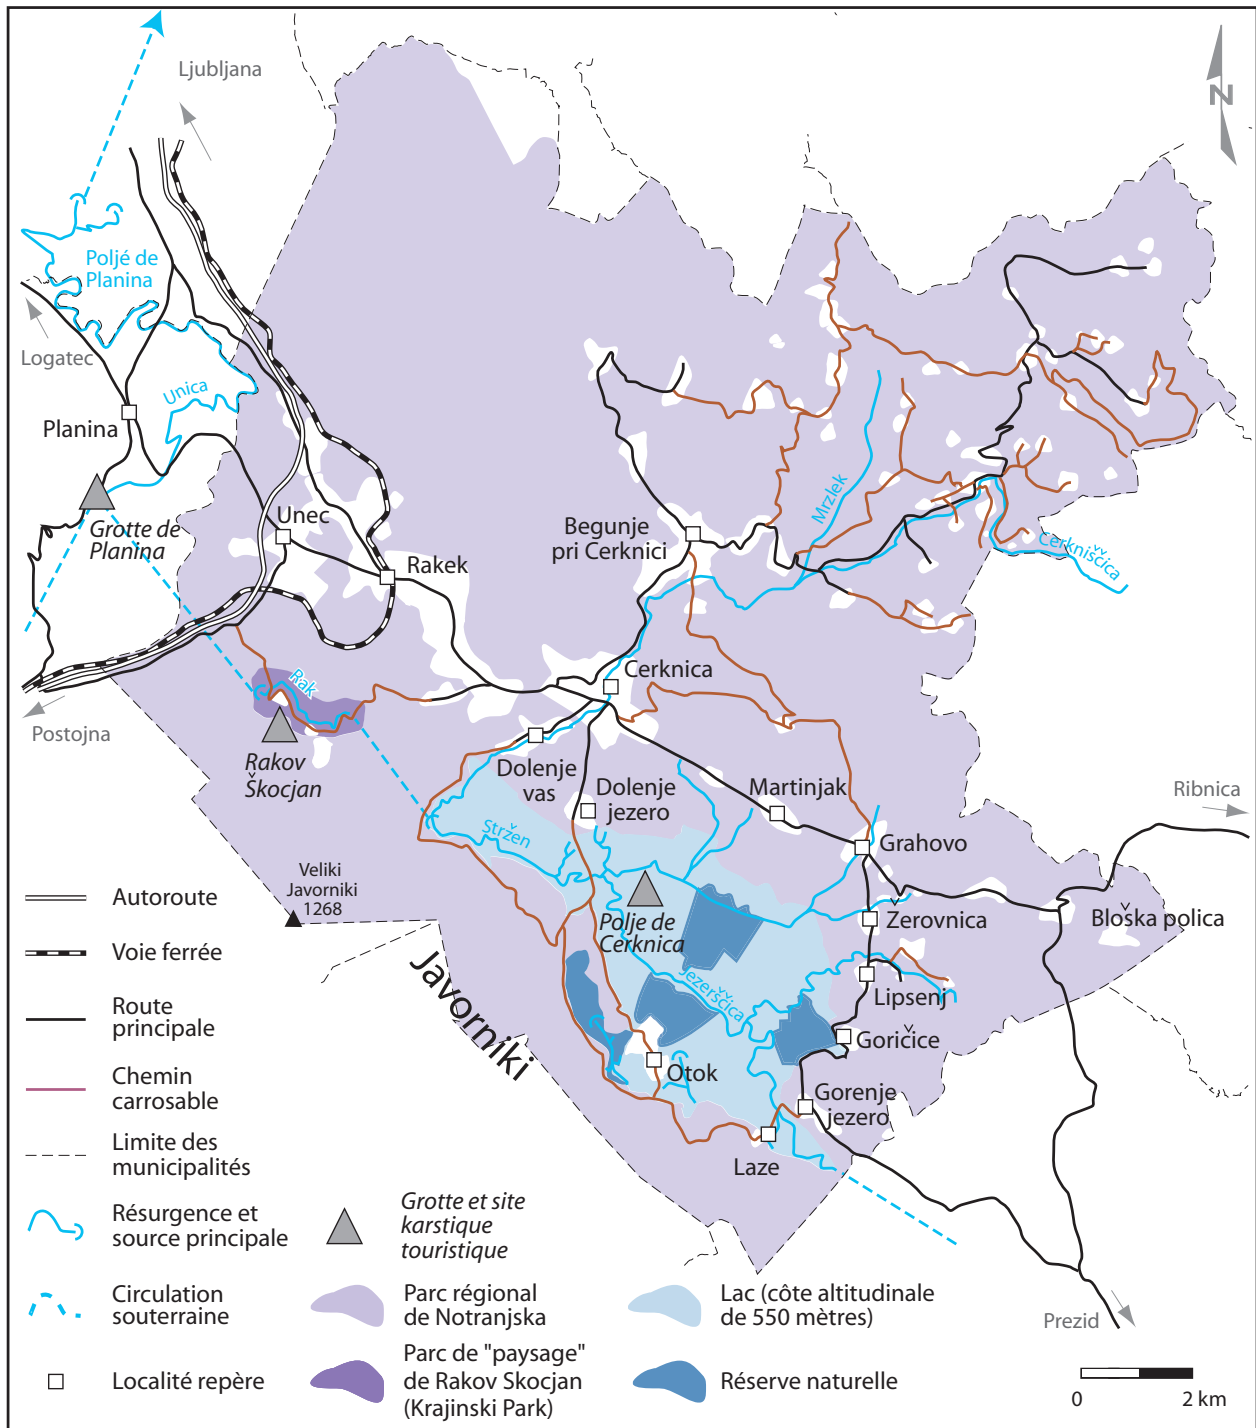 Ljubljana
N
Poljé de
Planina
Logatec
Unica
Planina
Grotte de
Planina
Unec
Rakek
Begunje
pri Cerknici
Mrzlek
Cerkniščica
Cerknica
Rak
Postojna
Rakov
Škocjan
Dolenje
vas
Dolenje
jezero
Martinjak
Ribnica
Stržen
Grahovo
Veliki
Javorniki
1268
Polje de
Cerknica
Žerovnica
Bloška polica
Javorniki
Jezerščica
Lipsenj
Goričice
Otok
Gorenje
jezero
Laze
Prezid
Autoroute
Voie ferrée
Route
principale
Chemin
carrosable
Limite des
municipalités
Résurgence et
source principale
Circulation
souterraine
Localité repère
Grotte et site
karstique
touristique
Parc régional
de Notranjska
Parc de "paysage"
de Rakov Skocjan
(Krajinski Park)
Lac (côte altitudinale
de 550 mètres)
Réserve naturelle
0 2 km